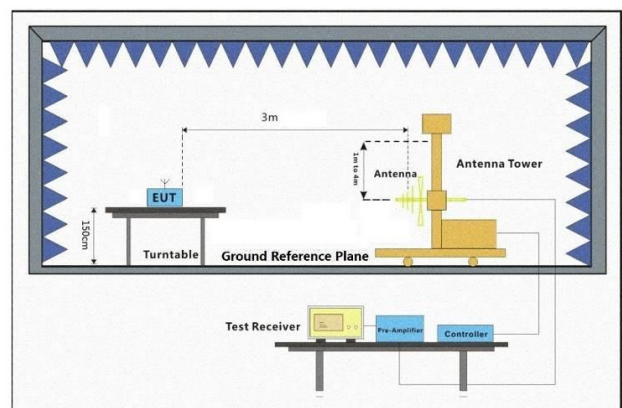 3m
1m to 4m
Antenna
Antenna Tower
EUT
150cm
Turntable
Ground Reference Plane
Test Receiver
Pre-Amplifier
Controller